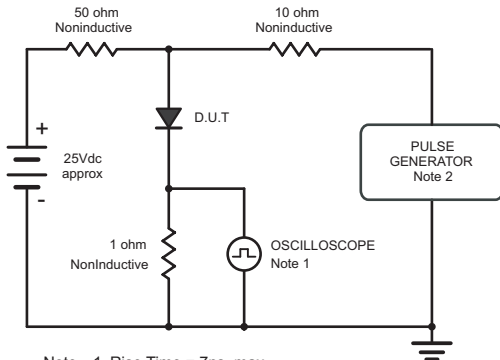 50 ohm
Noninductive
10 ohm
Noninductive
+
25Vdc
approx
-
D.U.T
PULSE
GENERATOR
Note 2
1 ohm
NonInductive
OSCILLOSCOPE
Note 1